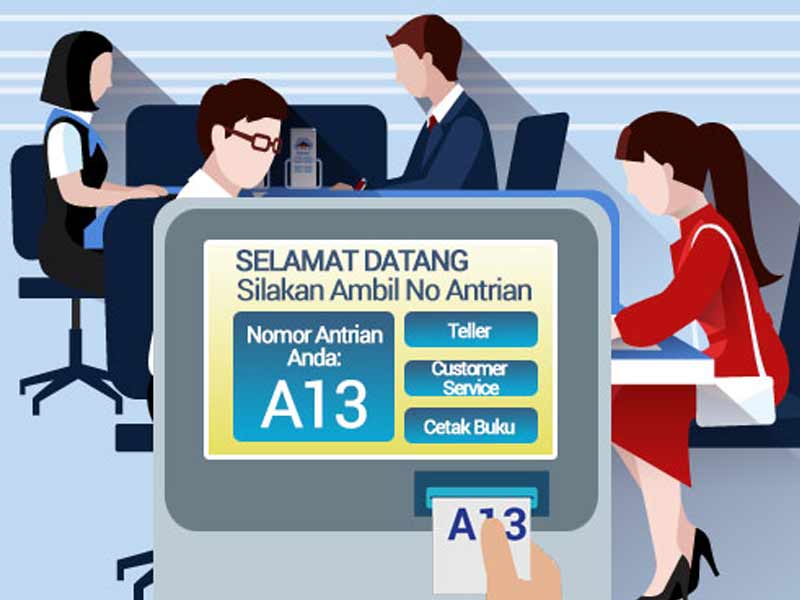 SELAMAT DATANG
Silakan Ambil No Antrian
Nomor Antrian
Anda:
A13
Teller
Customer
Service
Cetak Buku
A13